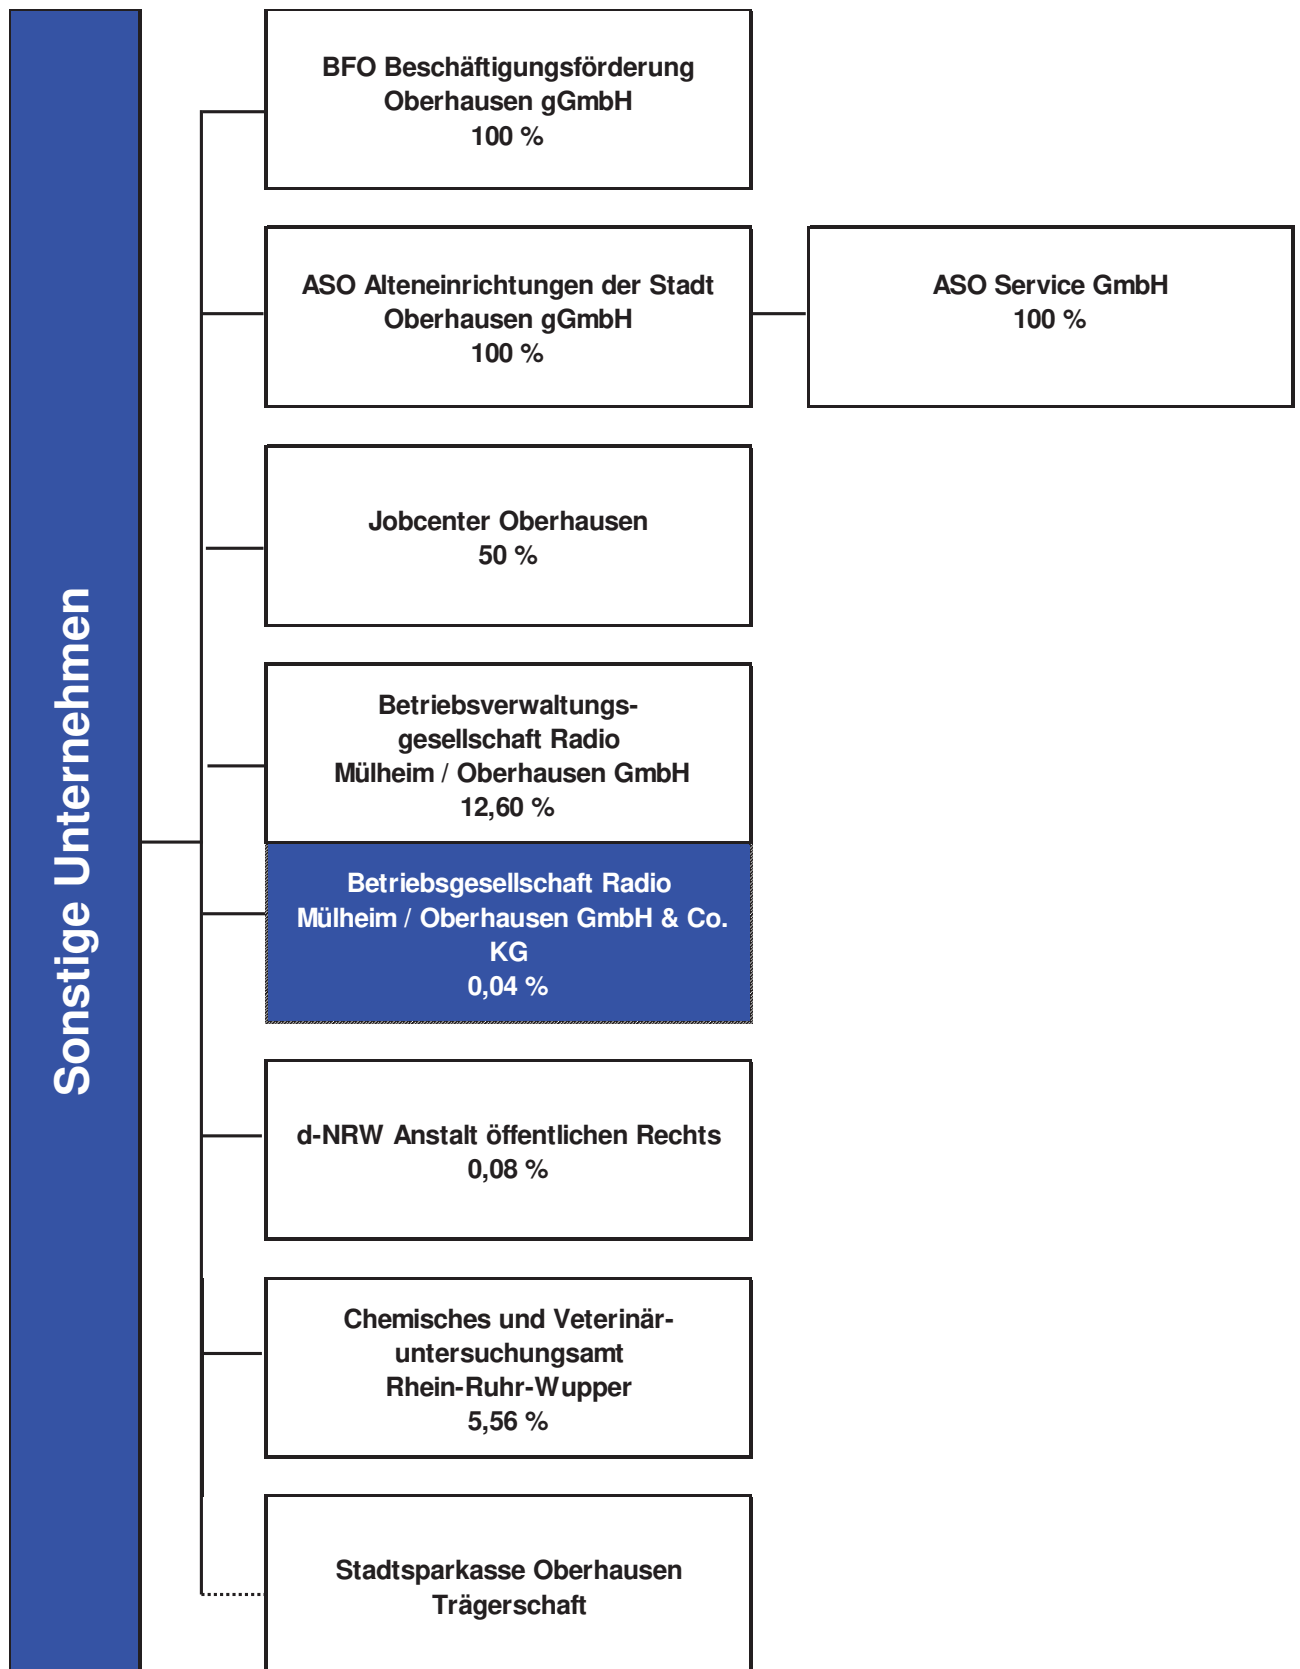 Sonstige Unternehmen
BFO Beschäftigungsförderung
Oberhausen gGmbH
100 %
ASO Alteneinrichtungen der Stadt
Oberhausen gGmbH
100 %
ASO Service GmbH
100 %
Jobcenter Oberhausen
50 %
Betriebsverwaltungs-
gesellschaft Radio
Mülheim / Oberhausen GmbH
12,60 %
Betriebsgesellschaft Radio
Mülheim / Oberhausen GmbH & Co.
KG
0,04 %
d-NRW Anstalt öffentlichen Rechts
0,08 %
Chemisches und Veterinär-
untersuchungsamt
Rhein-Ruhr-Wupper
5,56 %
Stadtsparkasse Oberhausen
Trägerschaft